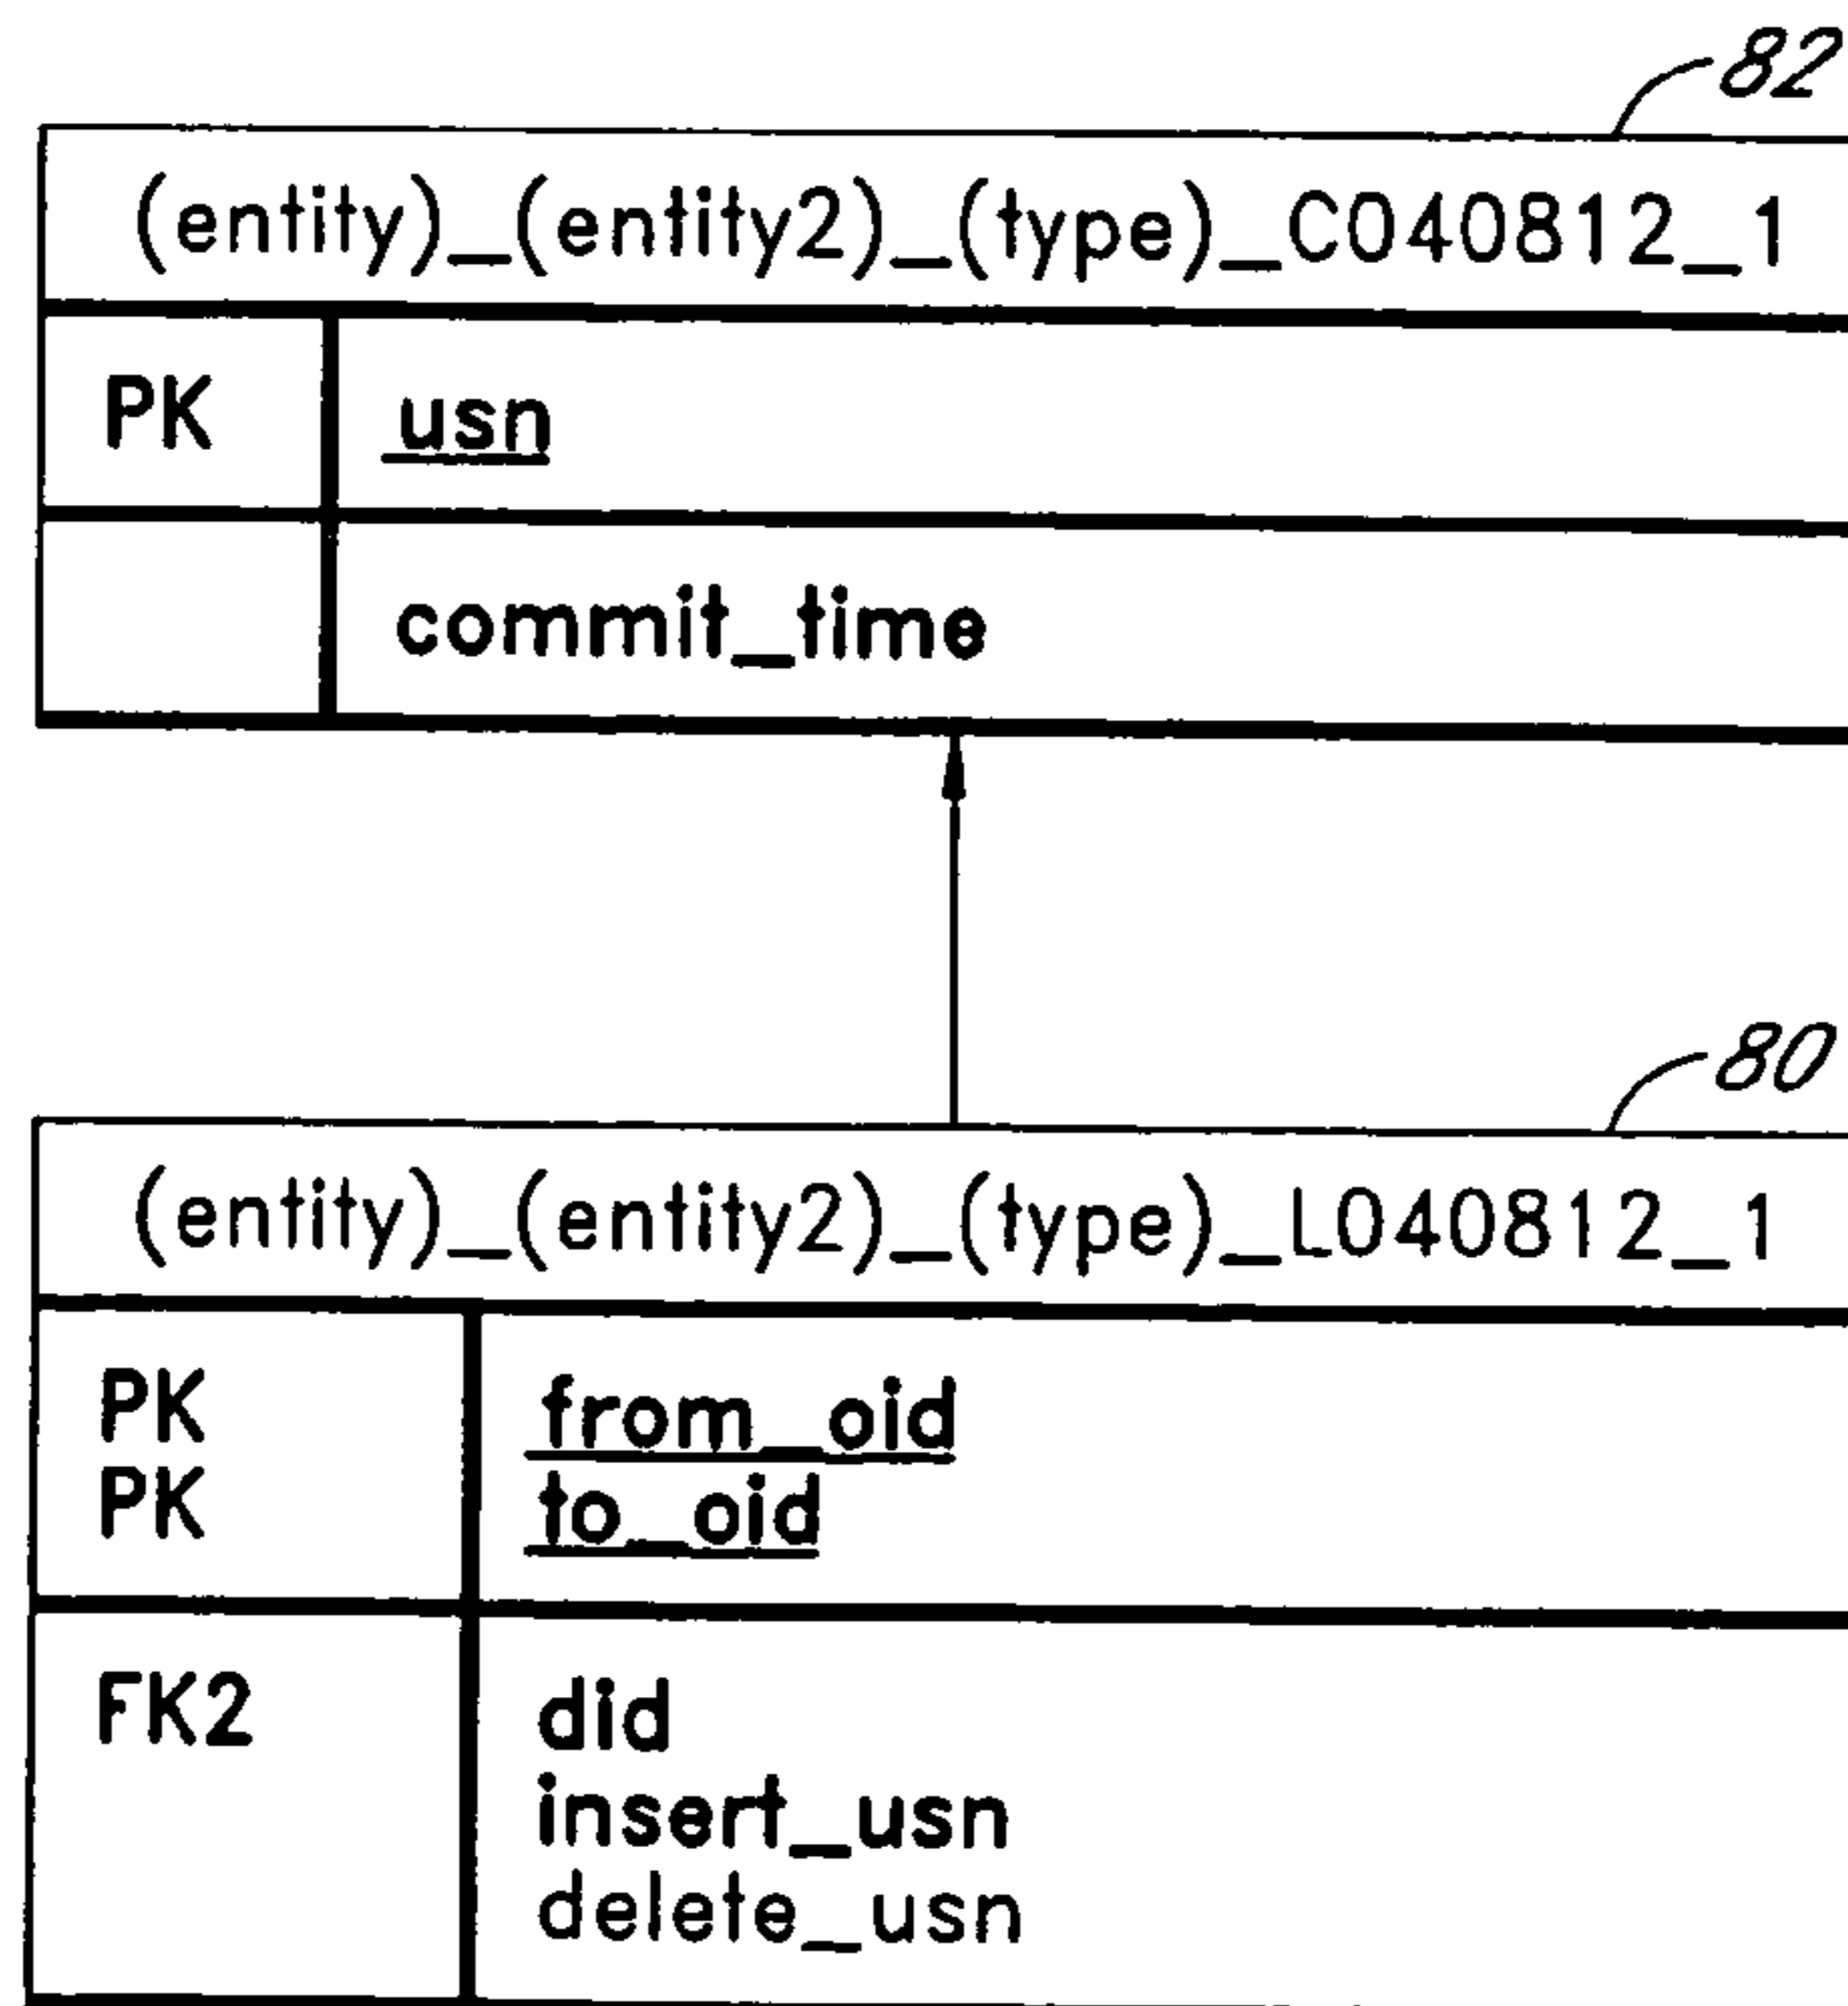 82
(entity)_(entity2)_(type)_C040812_1
PK usn
commit_time
80
(entity)_(entity2)_(type)_L040812_1
PK from_oid
PK to_oid
FK2 did
insert_usn
delete_usn